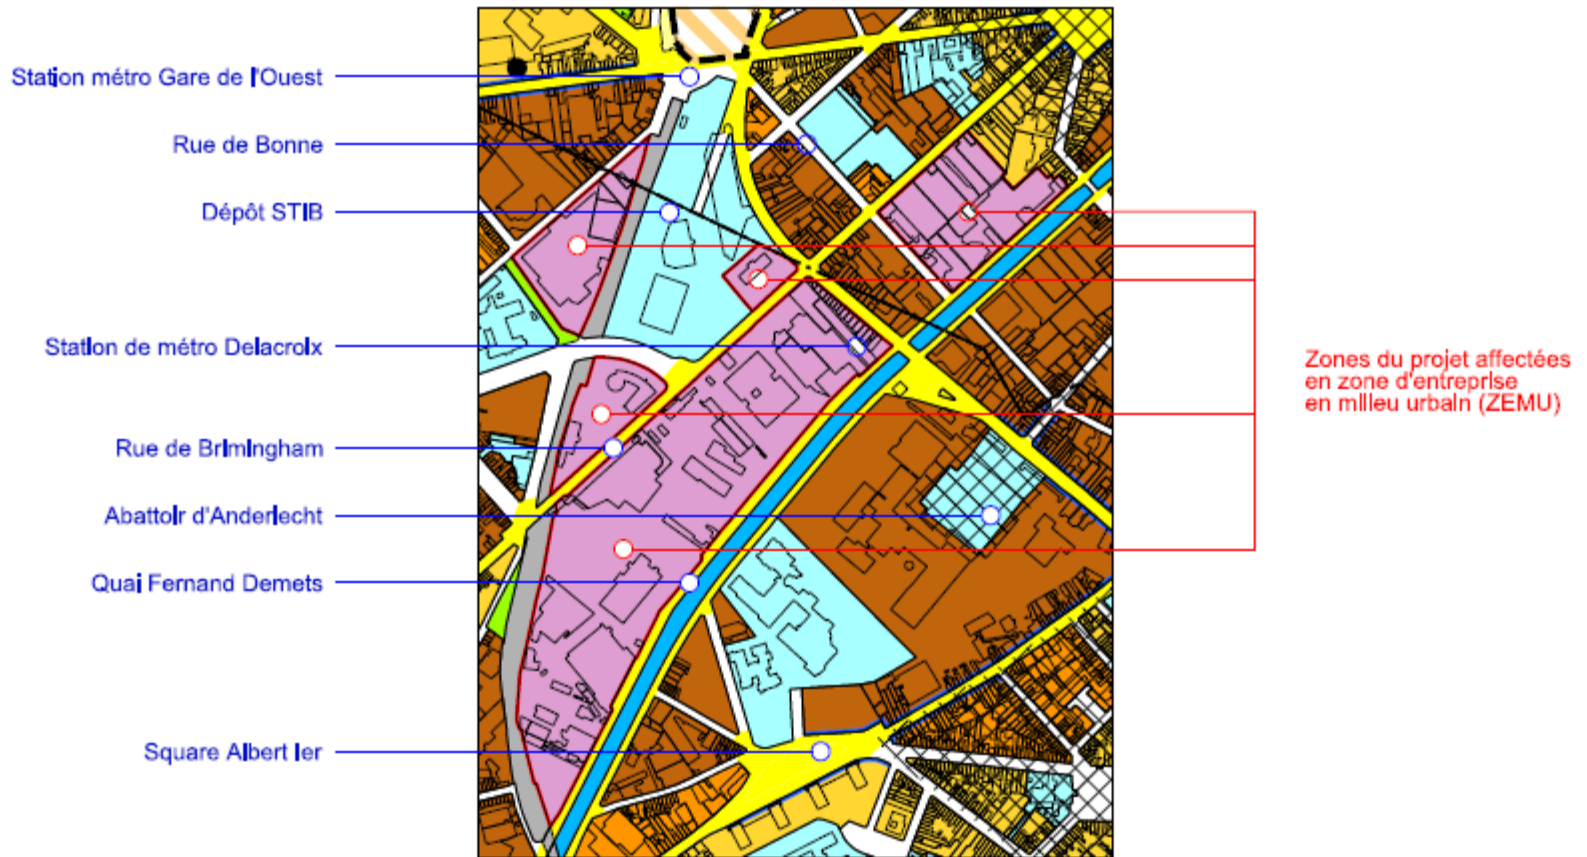 Station métro Gare de l'Ouest
Rue de Bonne
Dépôt STIB
Station de métro Delacroix
Rue de Brimingham
Abattoir d'Anderlecht
Quai Fernand Demets
Square Albert Ier
Zones du projet affectées
en zone d'entreprise
en milieu urbain (ZEMU)